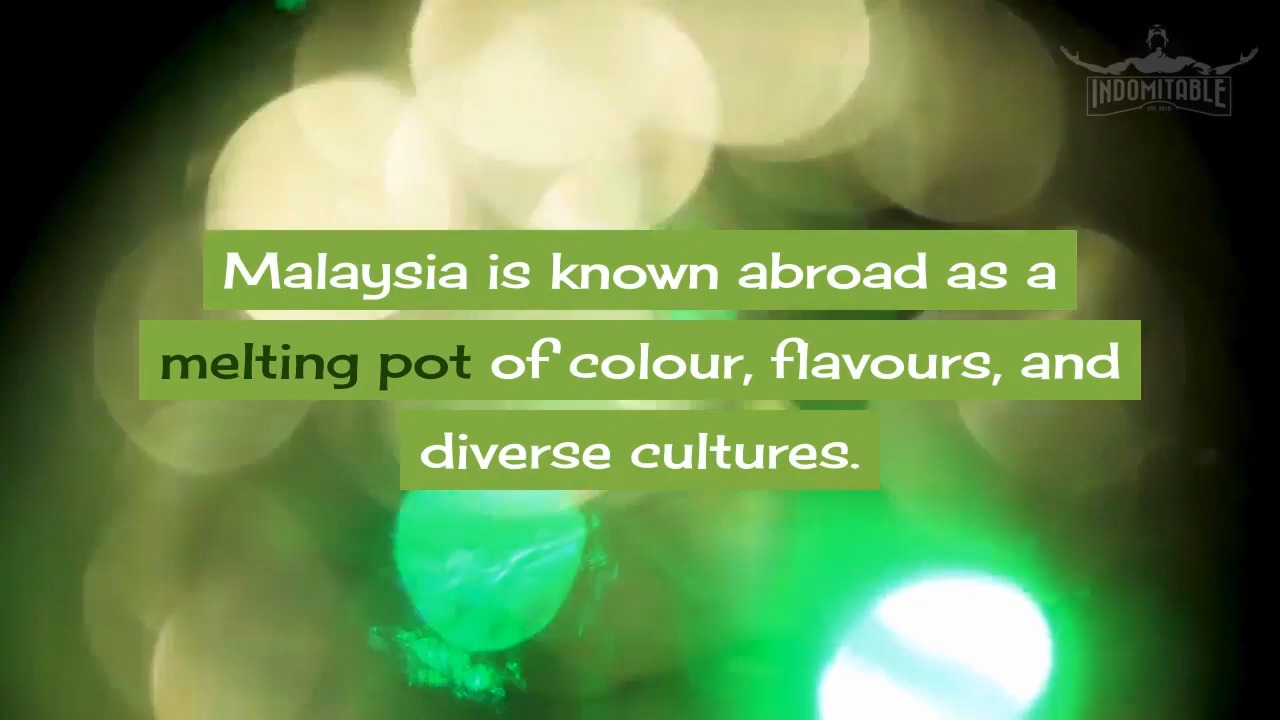 INDOMITABLE
Malaysia is known abroad as a
melting pot of colour, flavours, and
diverse cultures.